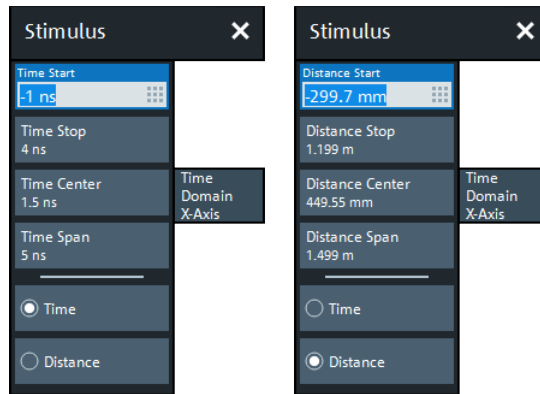 Stimulus
Time Start
-1 ns
Time Stop
4 ns
Time Center
1.5 ns
Time Span
5 ns
Time
Distance
Time
Domain
X-Axis
Stimulus
Distance Start
-299.7 mm
Distance Stop
1.199 m
Distance Center
449.55 mm
Distance Span
1.499 m
Time
Distance
Time
Domain
X-Axis